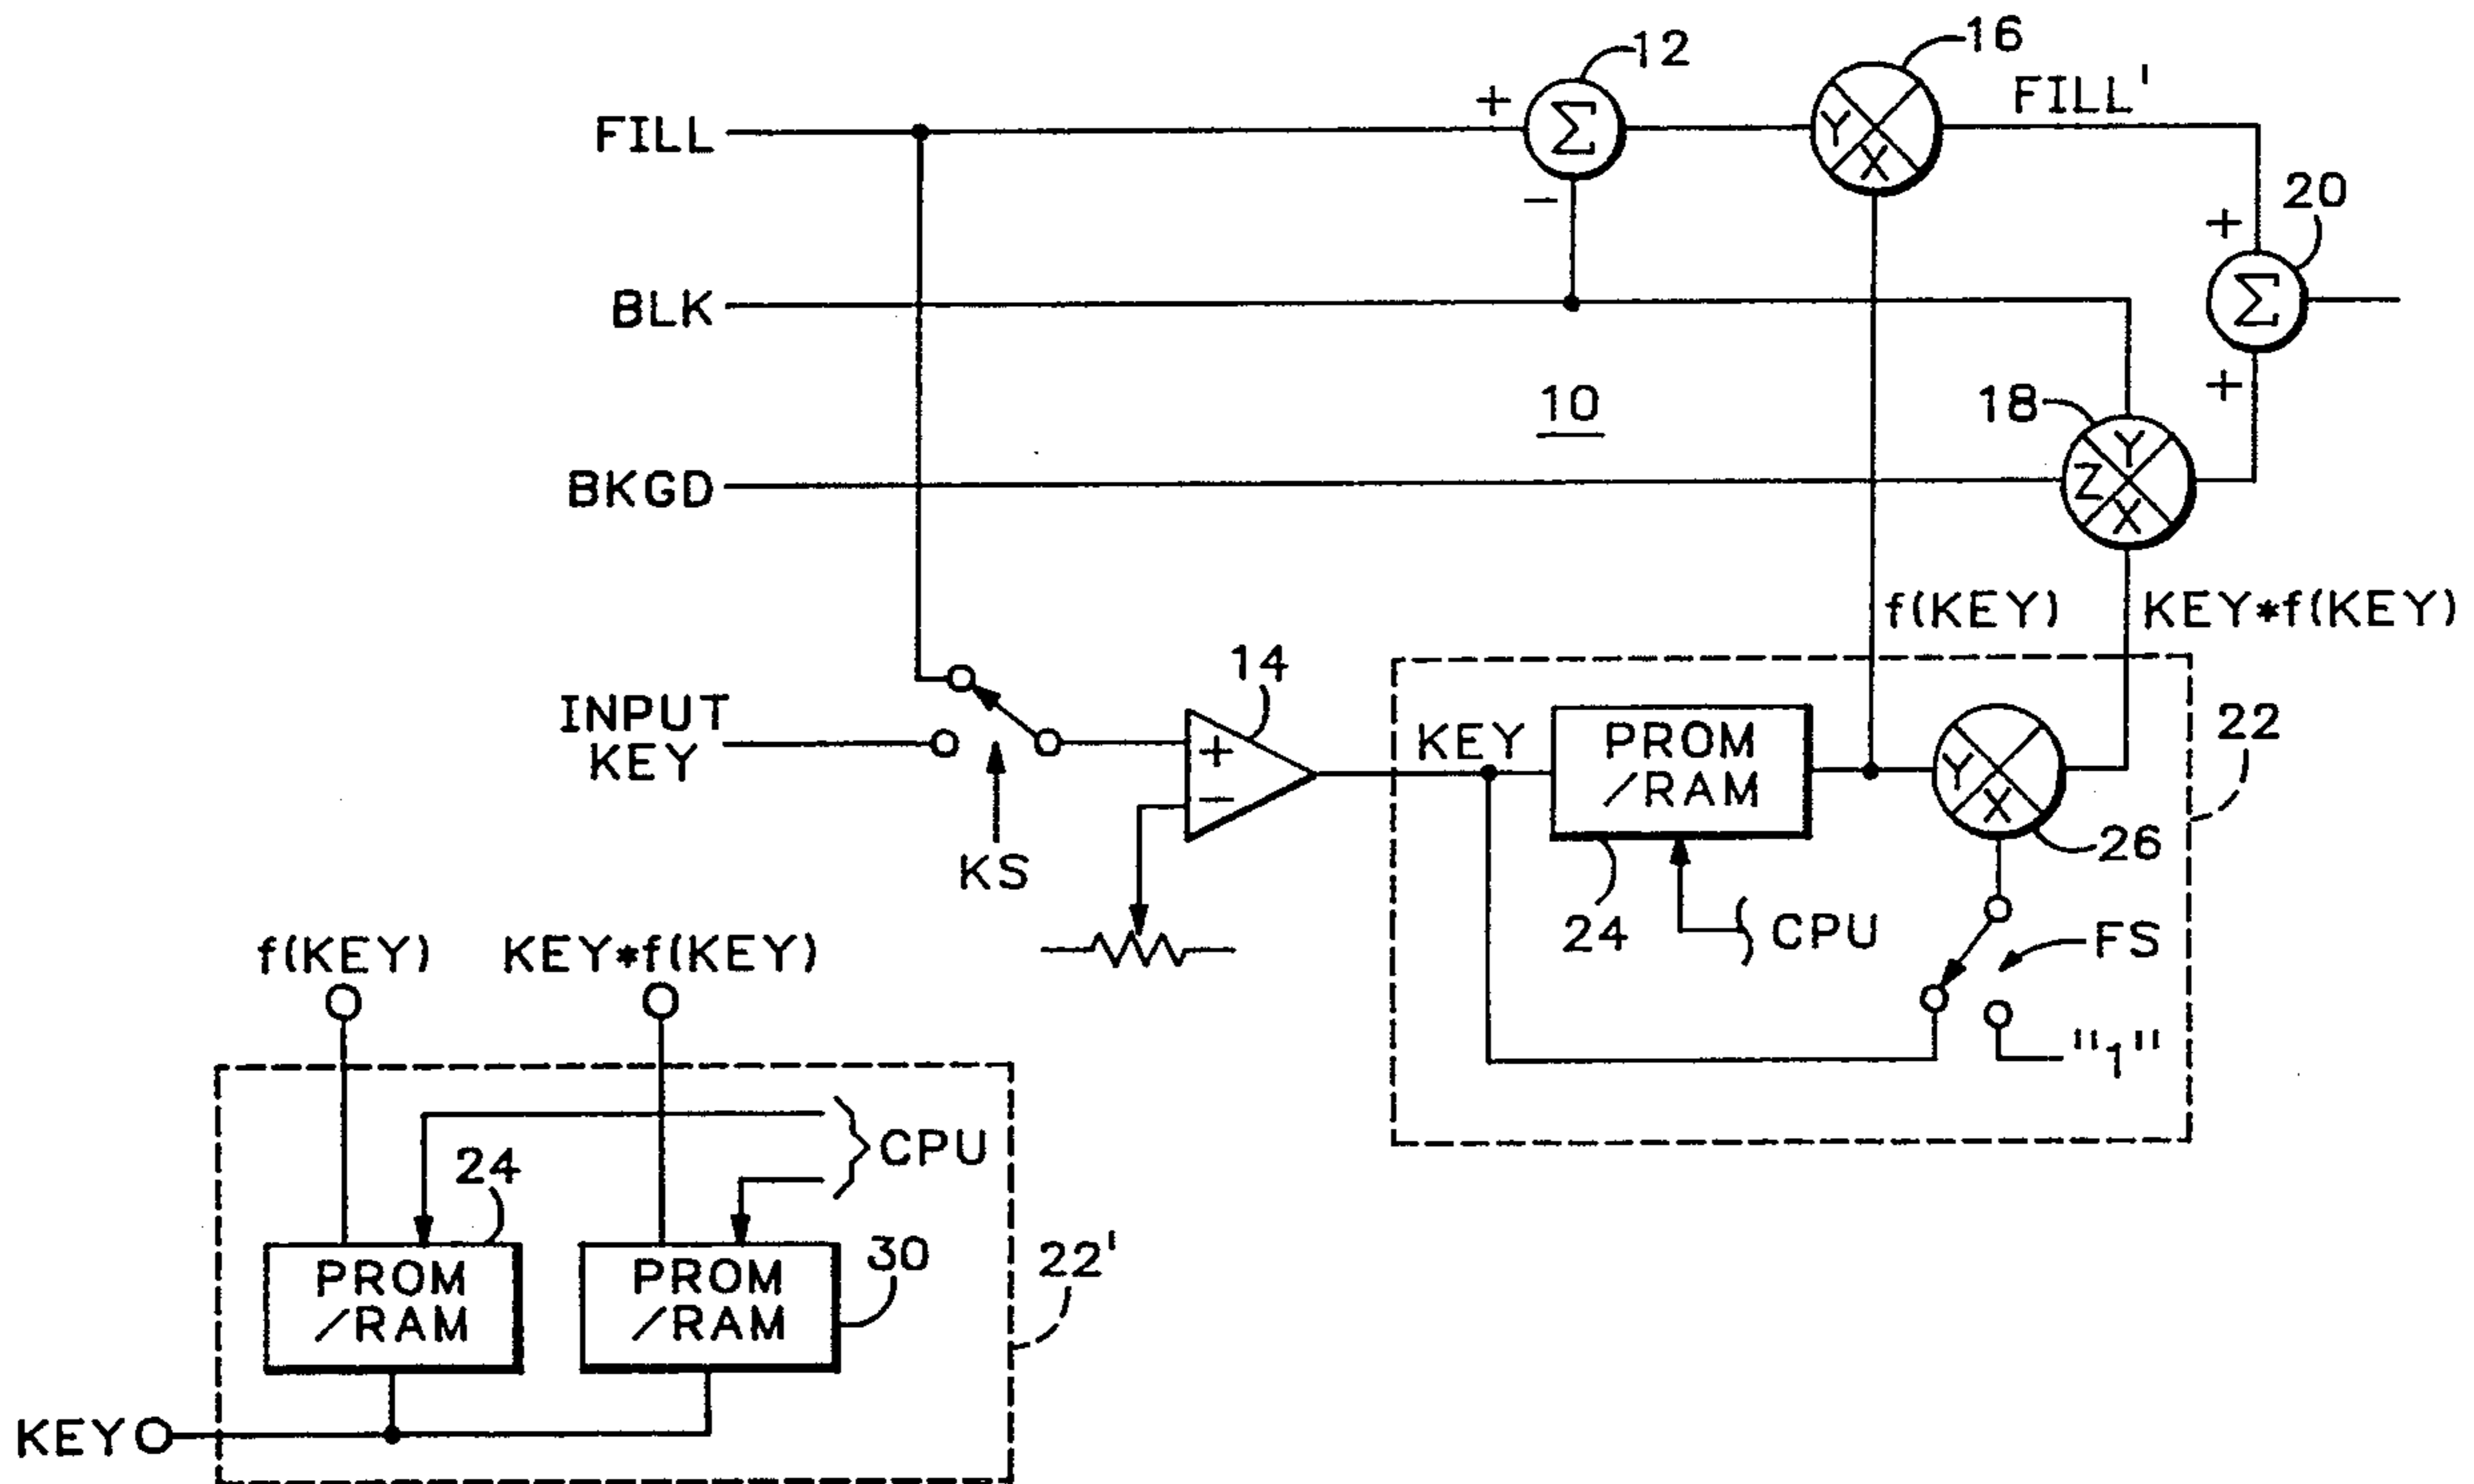 12
16
FILL'
FILL
+
Σ
Y
X
-
20
+
BLK
Σ
10
18
+
BKGD
Y
Z
X
f(KEY)
KEY*f(KEY)
INPUT
KEY
KS
14
+
-
KEY
PROM
/RAM
Y
X
22
26
24
CPU
FS
"1"
f(KEY)
KEY*f(KEY)
CPU
24
30
22'
PROM
/RAM
PROM
/RAM
KEY